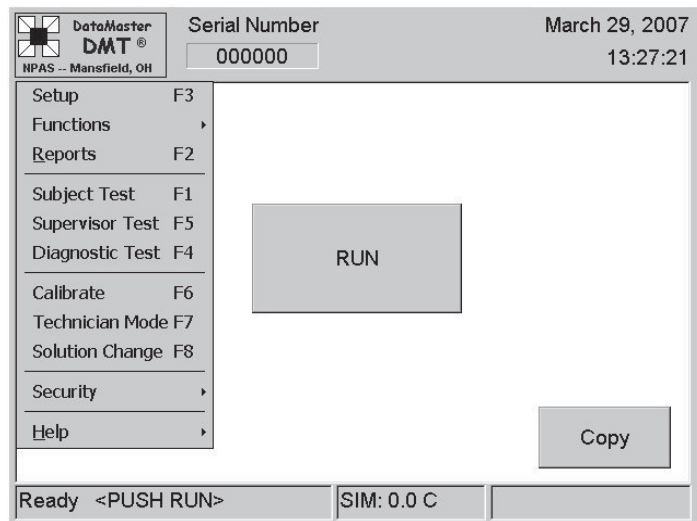 DataMaster
DMT ®
NPAS -- Mansfield, OH
Serial Number
000000
March 29, 2007
13:27:21
Setup F3
Functions
Reports F2
Subject Test F1
Supervisor Test F5
Diagnostic Test F4
Calibrate F6
Technician Mode F7
Solution Change F8
Security
Help
RUN
Copy
Ready <PUSH RUN>
SIM: 0.0 C